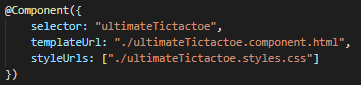 @Component({
    selector: "ultimateTictactoe",
    templateUrl: "./ultimateTictactoe.component.html",
    styleUrls: ["./ultimateTictactoe.styles.css"]
})